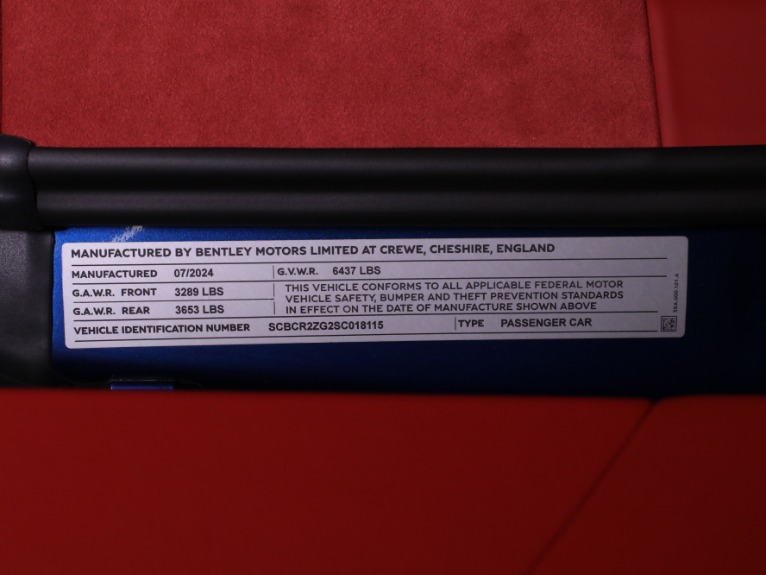 MANUFACTURED BY BENTLEY MOTORS LIMITED AT CREWE, CHESHIRE, ENGLAND
MANUFACTURED 07/2024 G.V.W.R. 6437 LBS
G.A.W.R. FRONT 3289 LBS
G.A.W.R. REAR 3653 LBS
THIS VEHICLE CONFORMS TO ALL APPLICABLE FEDERAL MOTOR
VEHICLE SAFETY, BUMPER AND THEFT PREVENTION STANDARDS
IN EFFECT ON THE DATE OF MANUFACTURE SHOWN ABOVE
VEHICLE IDENTIFICATION NUMBER SCBCR2ZG2SC018115 TYPE PASSENGER CAR